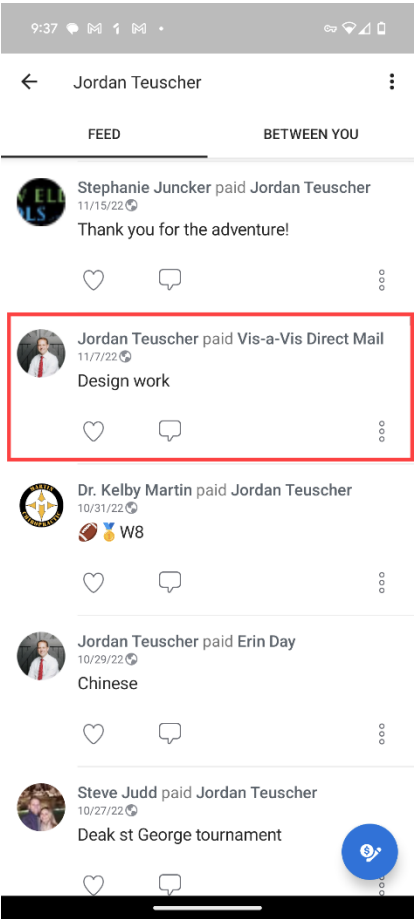 9:37
Jordan Teuscher
FEED BETWEEN YOU
Stephanie Juncker paid Jordan Teuscher
11/15/22
Thank you for the adventure!
Jordan Teuscher paid Vis-a-Vis Direct Mail
11/7/22
Design work
Dr. Kelby Martin paid Jordan Teuscher
10/31/22
🏈🥇W8
Jordan Teuscher paid Erin Day
10/29/22
Chinese
Steve Judd paid Jordan Teuscher
10/27/22
Deak st George tournament